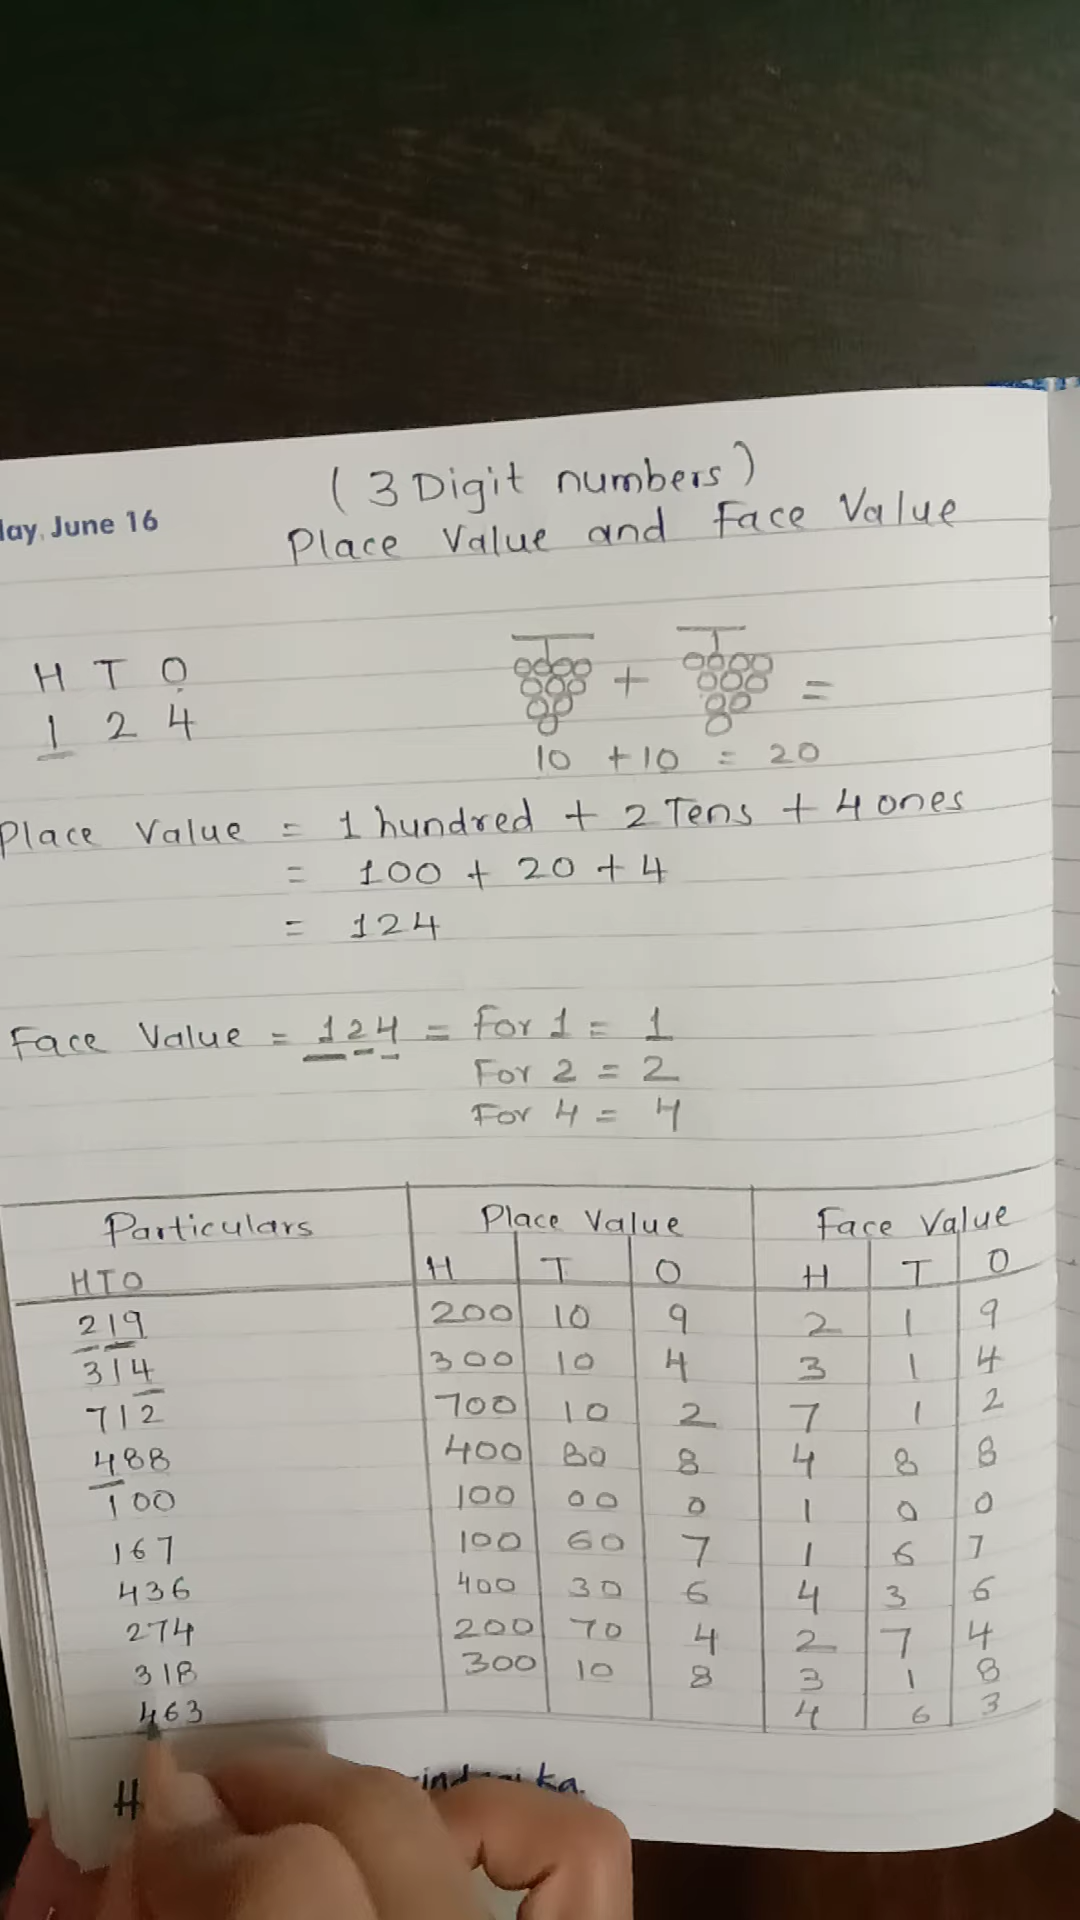 ( 3 Digit numbers )
day, June 16
Place Value and Face Value
H T O
1 2 4
+ =
10 + 10 = 20
Place Value = 1 hundred + 2 Tens + 4 ones
= 100 + 20 + 4
= 124
Face Value = 124 = For 1 = 1
For 2 = 2
For 4 = 4
Particulars Place Value Face Value
HTO H T O H T O
219 200 10 9 2 1 9
314 300 10 4 3 1 4
712 700 10 2 7 1 2
488 400 80 8 4 8 8
100 100 00 0 1 0 0
167 100 60 7 1 6 7
436 400 30 6 4 3 6
274 200 70 4 2 7 4
318 300 10 8 3 1 8
463 4 6 3